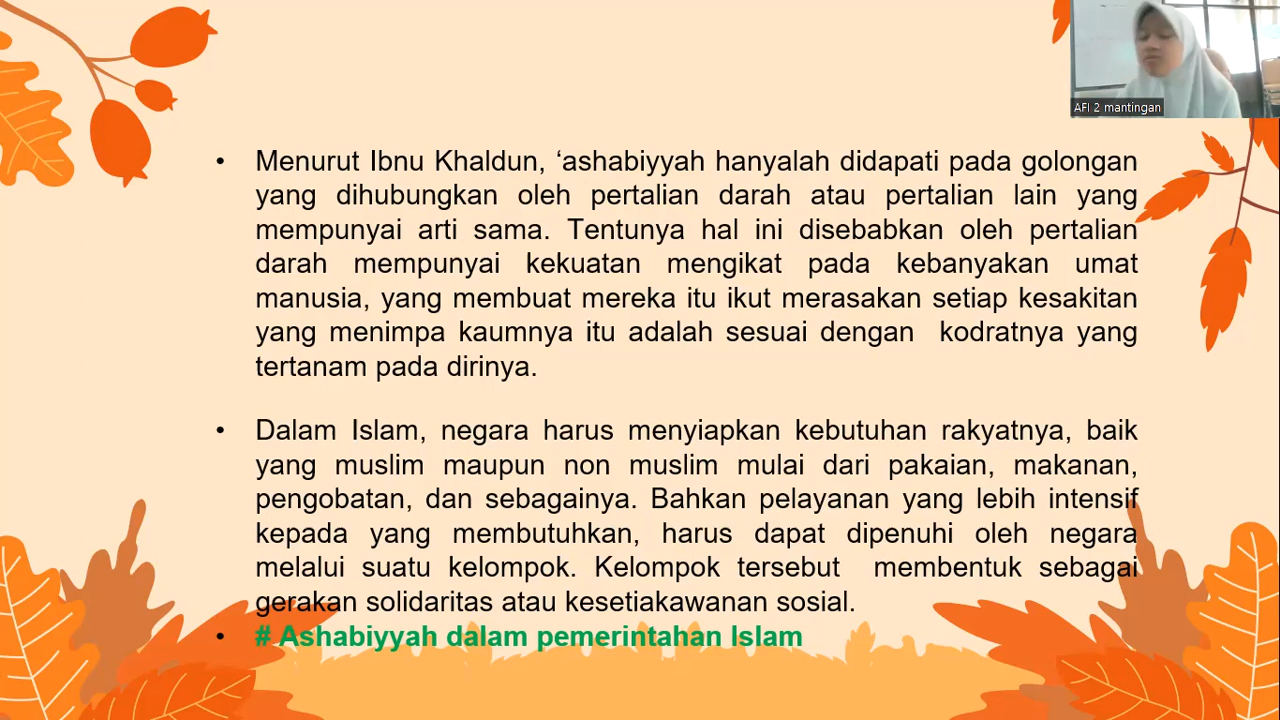 AFI 2 mantingan
• Menurut Ibnu Khaldun, ‘ashabiyyah hanyalah didapati pada golongan
yang dihubungkan oleh pertalian darah atau pertalian lain yang
mempunyai arti sama. Tentunya hal ini disebabkan oleh pertalian
darah mempunyai kekuatan mengikat pada kebanyakan umat
manusia, yang membuat mereka itu ikut merasakan setiap kesakitan
yang menimpa kaumnya itu adalah sesuai dengan kodratnya yang
tertanam pada dirinya.
• Dalam Islam, negara harus menyiapkan kebutuhan rakyatnya, baik
yang muslim maupun non muslim mulai dari pakaian, makanan,
pengobatan, dan sebagainya. Bahkan pelayanan yang lebih intensif
kepada yang membutuhkan, harus dapat dipenuhi oleh negara
melalui suatu kelompok. Kelompok tersebut membentuk sebagai
gerakan solidaritas atau kesetiakawanan sosial.
• # Ashabiyyah dalam pemerintahan Islam